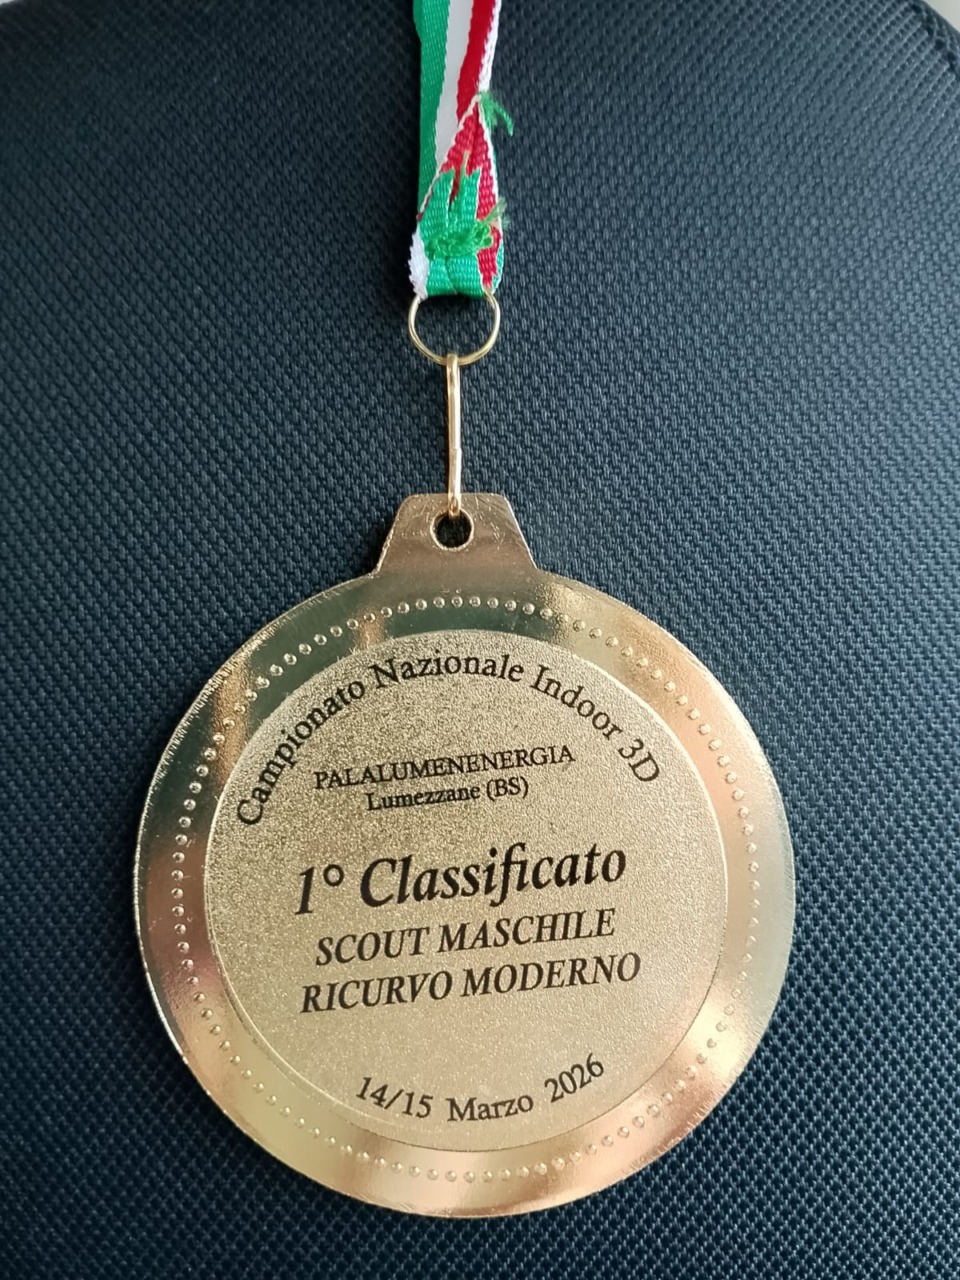 Campionato Nazionale Indoor 3D
PALALUMENENERGIA
Lumezzane (BS)
1° Classificato
SCOUT MASCHILE
RICURVO MODERNO
14/15 Marzo 2026